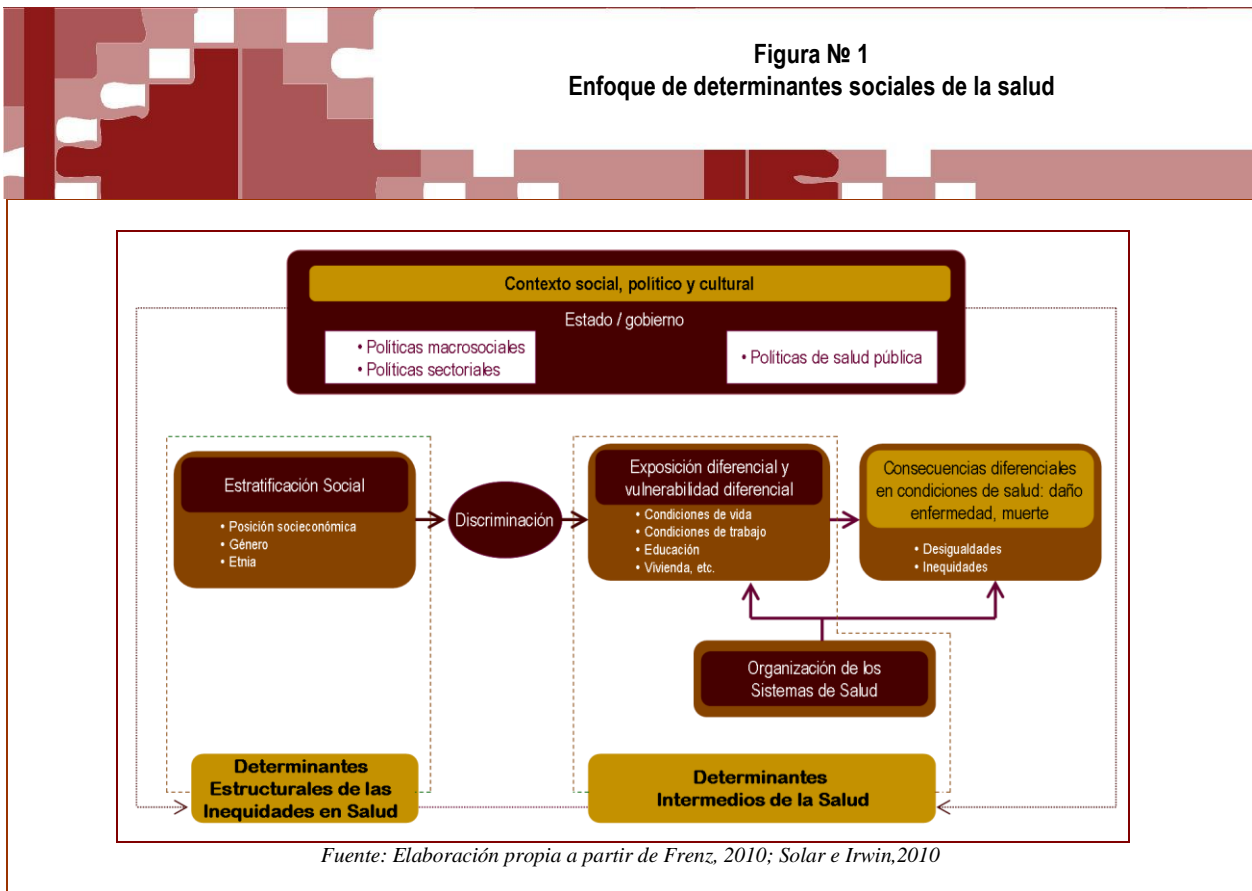 Figura № 1
Enfoque de determinantes sociales de la salud
Contexto social, político y cultural
Estado / gobierno
• Políticas macrosociales
• Políticas sectoriales
• Políticas de salud pública
Estratificación Social
• Posición socieconómica
• Género
• Etnia
Discriminación
Exposición diferencial y
vulnerabilidad diferencial
• Condiciones de vida
• Condiciones de trabajo
• Educación
• Vivienda, etc.
Consecuencias diferenciales
en condiciones de salud: daño
enfermedad, muerte
• Desigualdades
• Inequidades
Organización de los
Sistemas de Salud
Determinantes
Estructurales de las
Inequidades en Salud
Determinantes
Intermedios de la Salud
Fuente: Elaboración propia a partir de Frenz, 2010; Solar e Irwin,2010